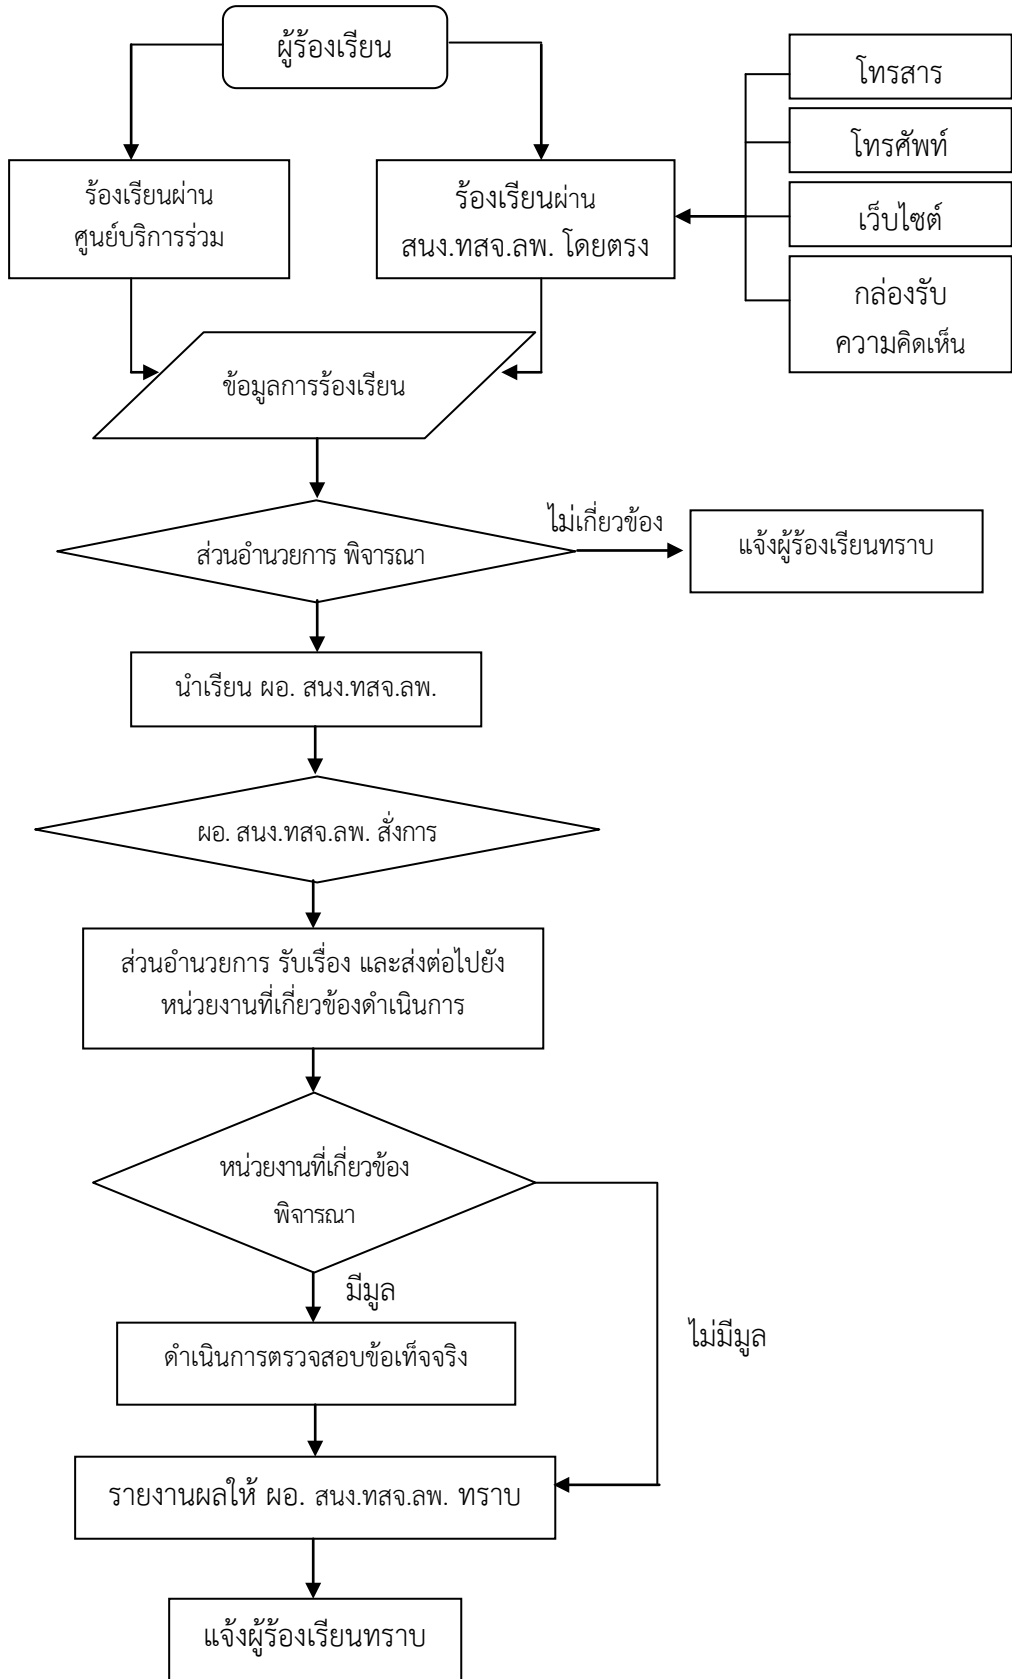 ผู้ร้องเรียน
โทรสาร
โทรศัพท์
ร้องเรียนผ่าน
ศูนย์บริการร่วม
ร้องเรียนผ่าน
สนง.ทสจ.ลพ. โดยตรง
เว็บไซต์
กล่องรับ
ความคิดเห็น
ข้อมูลการร้องเรียน
ส่วนอำนวยการ พิจารณา
ไม่เกี่ยวข้อง
แจ้งผู้ร้องเรียนทราบ
นำเรียน ผอ. สนง.ทสจ.ลพ.
ผอ. สนง.ทสจ.ลพ. สั่งการ
ส่วนอำนวยการ รับเรื่อง และส่งต่อไปยัง
หน่วยงานที่เกี่ยวข้องดำเนินการ
หน่วยงานที่เกี่ยวข้อง
พิจารณา
มีมูล
ไม่มีมูล
ดำเนินการตรวจสอบข้อเท็จจริง
รายงานผลให้ ผอ. สนง.ทสจ.ลพ. ทราบ
แจ้งผู้ร้องเรียนทราบ